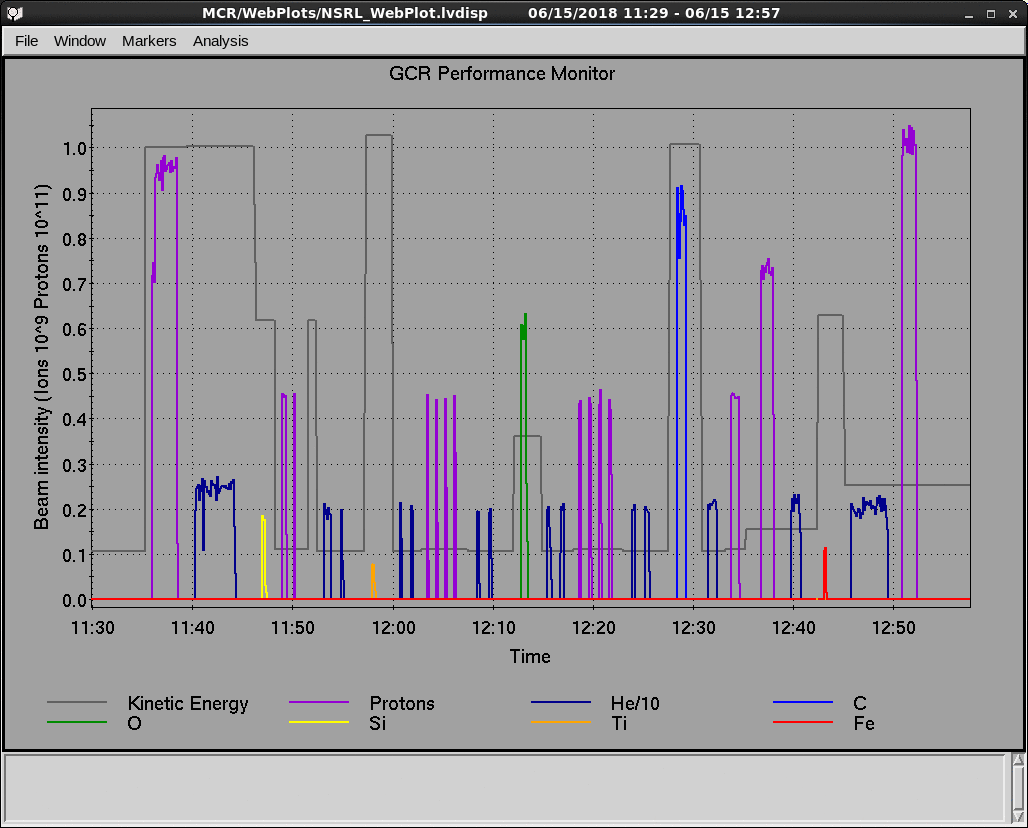 MCR/WebPlots/NSRL_WebPlot.lvdisp 06/15/2018 11:29 - 06/15 12:57
File Window Markers Analysis
GCR Performance Monitor
Beam intensity (Ions 10^9 Protons 10^11)
1.0
0.9
0.8
0.7
0.6
0.5
0.4
0.3
0.2
0.1
0.0
11:30 11:40 11:50 12:00 12:10 12:20 12:30 12:40 12:50
Time
Kinetic Energy Protons He/10 C
O Si Ti Fe